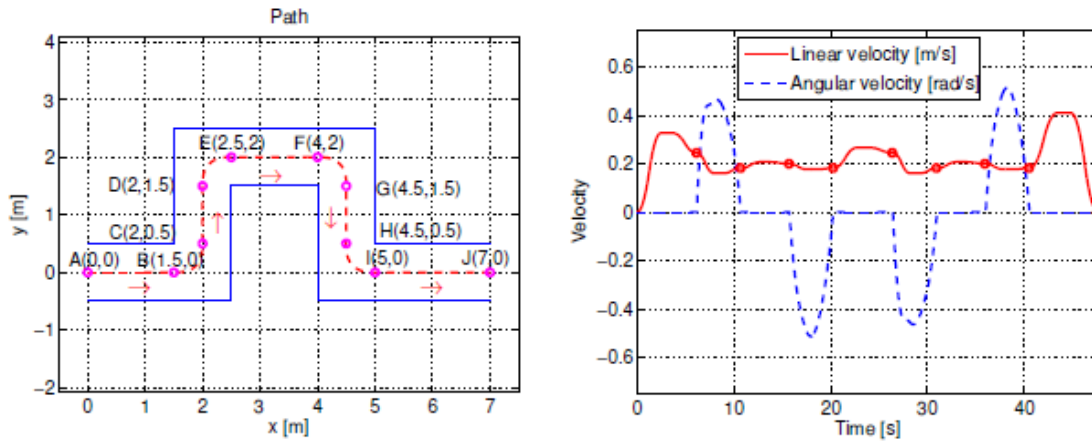 Path
4
3
2
1
0
−1
−2
y [m]
E(2.5,2) F(4,2)
D(2,1.5) G(4.5,1.5)
C(2,0.5) H(4.5,0.5)
A(0,0) B(1.5,0) I(5,0) J(7,0)
0 1 2 3 4 5 6 7
x [m]
Linear velocity [m/s]
Angular velocity [rad/s]
0.6
0.4
0.2
0
−0.2
−0.4
−0.6
Velocity
0 10 20 30 40
Time [s]